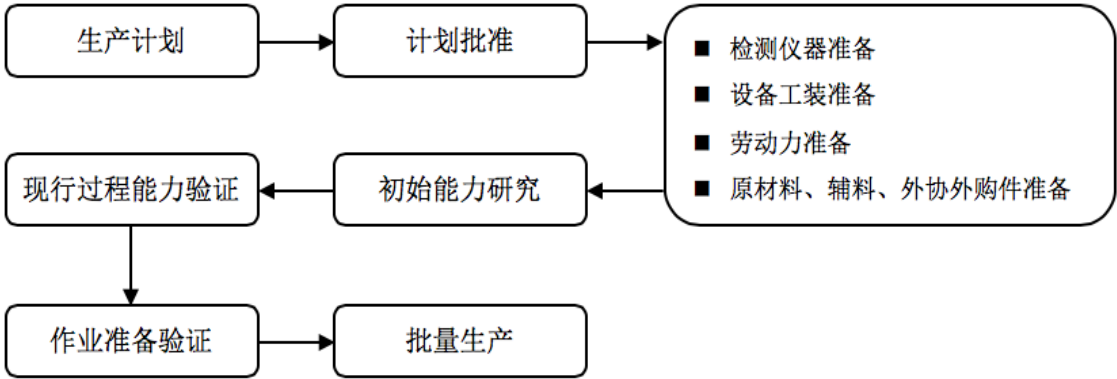 生产计划
计划批准
■ 检测仪器准备
■ 设备工装准备
■ 劳动力准备
■ 原材料、辅料、外协外购件准备
初始能力研究
现行过程能力验证
作业准备验证
批量生产